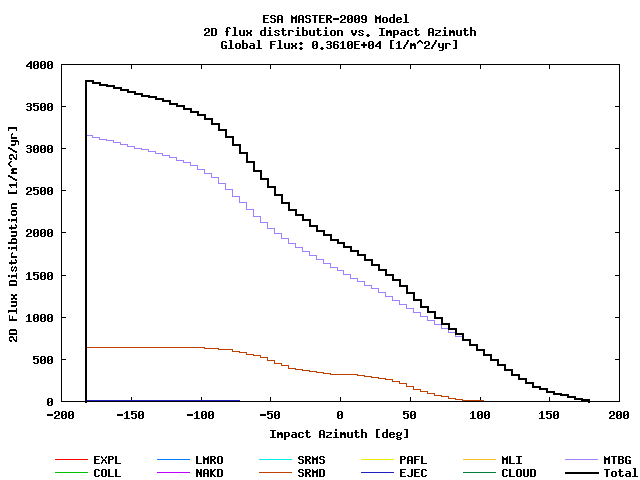 ESA MASTER-2009 Model
2D flux distribution vs. Impact Azimuth
Global Flux: 0.3610E+04 [1/m^2/yr]
4000
3500
3000
2500
2000
1500
1000
500
0
2D Flux Distribution [1/m^2/yr]
-200 -150 -100 -50 0 50 100 150 200
Impact Azimuth [deg]
EXPL LMRO SRMS PAFL MLI MTBG
COLL NAKD SRMD EJEC CLOUD Total